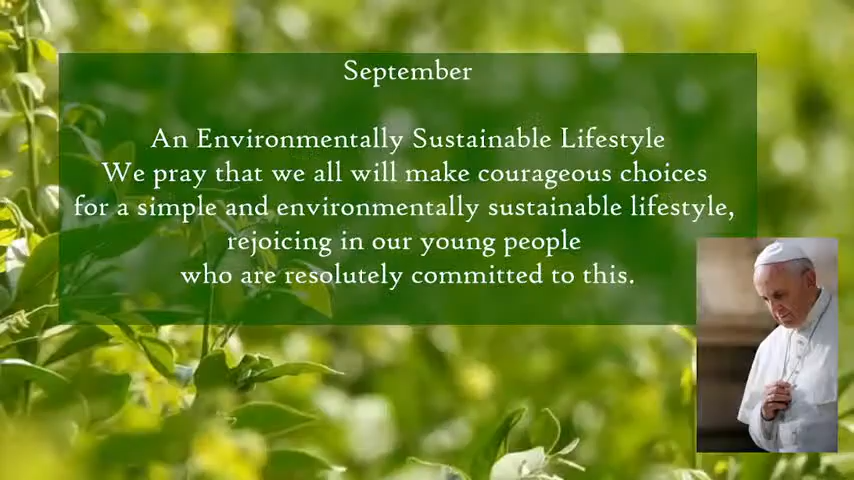 September
An Environmentally Sustainable Lifestyle
We pray that we all will make courageous choices
for a simple and environmentally sustainable lifestyle,
rejoicing in our young people
who are resolutely committed to this.